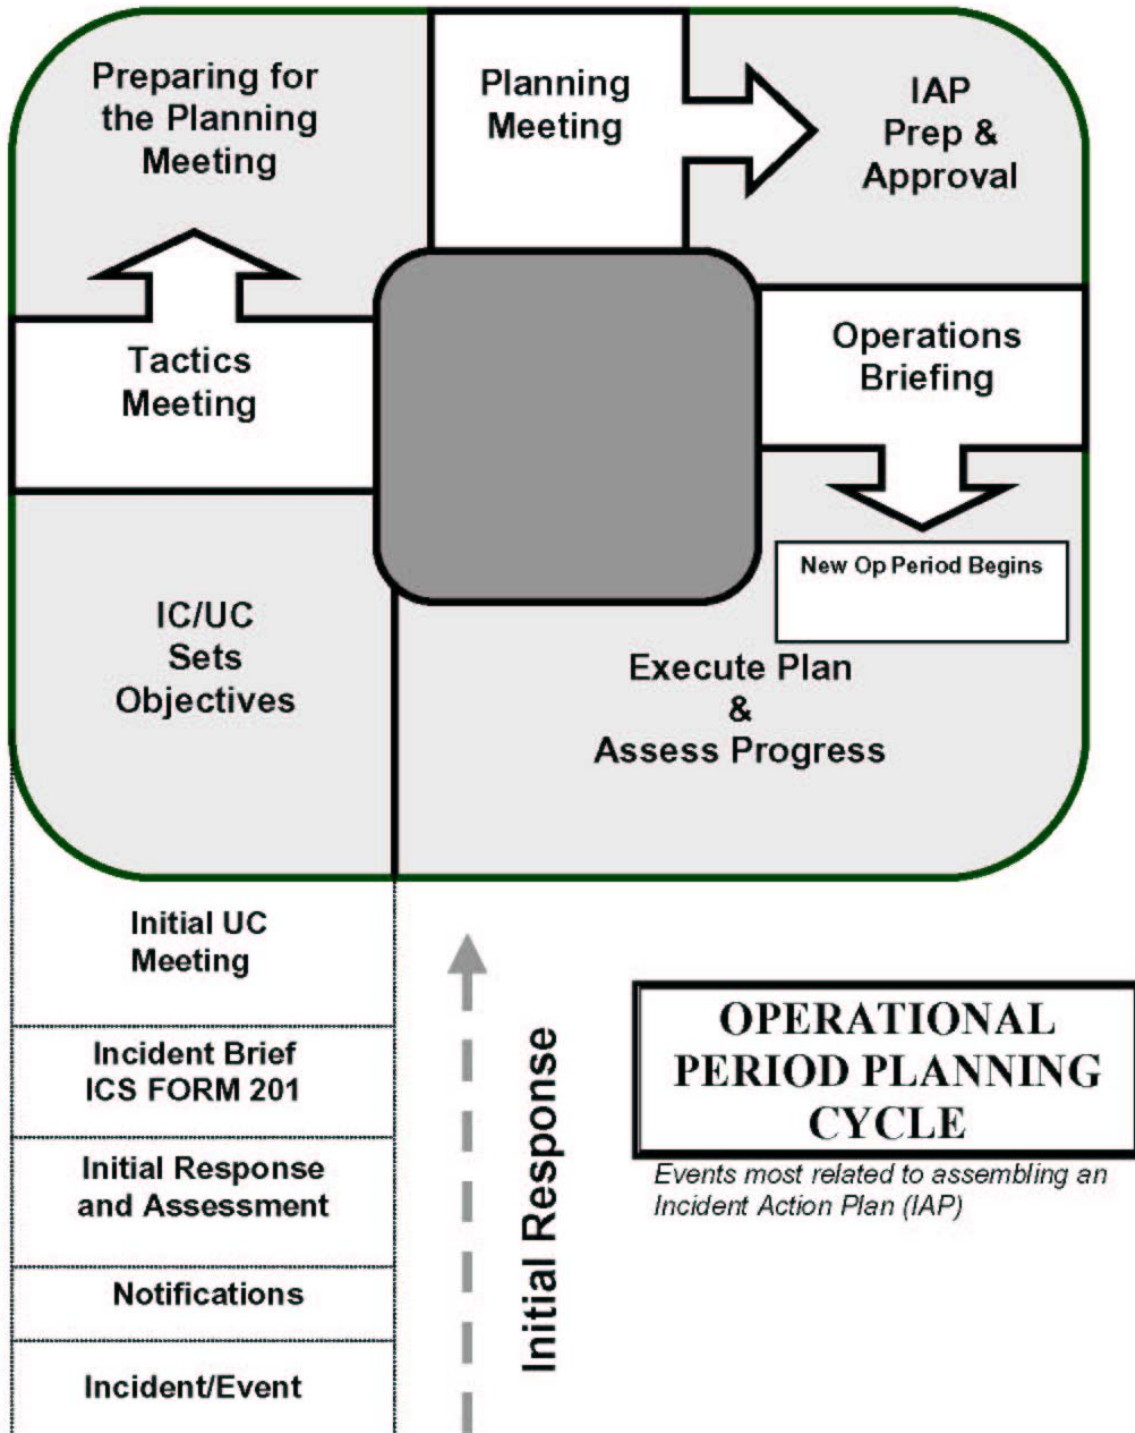 Preparing for
the Planning
Meeting
Planning
Meeting
IAP
Prep &
Approval
Tactics
Meeting
Operations
Briefing
New Op Period Begins
IC/UC
Sets
Objectives
Execute Plan
&
Assess Progress
Initial UC
Meeting
Incident Brief
ICS FORM 201
Initial Response
and Assessment
Notifications
Incident/Event
Initial Response
OPERATIONAL
PERIOD PLANNING
CYCLE
Events most related to assembling an
Incident Action Plan (IAP)